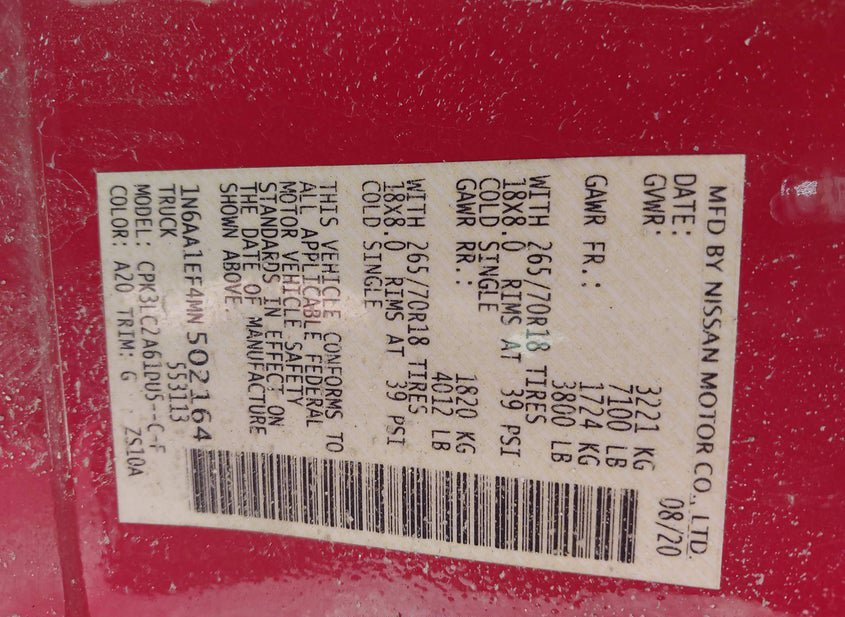 MFD BY NISSAN MOTOR CO., LTD.
DATE: 08/20
GVWR: 3221 KG
7100 LB
GAWR FR.: 1724 KG
3800 LB
WITH 265/70R18 TIRES
18X8.0 RIMS AT 39 PSI
COLD SINGLE
GAWR RR.: 1820 KG
4012 LB
WITH 265/70R18 TIRES
18X8.0 RIMS AT 39 PSI
COLD SINGLE
THIS VEHICLE CONFORMS TO
ALL APPLICABLE FEDERAL
MOTOR VEHICLE SAFETY
STANDARDS IN EFFECT ON
THE DATE OF MANUFACTURE
SHOWN ABOVE.
1N6AA1EF4MN502164
TRUCK 553113
MODEL: CPK3LCZA61DU5--C-F
COLOR: A20 TRIM: G ZS10A